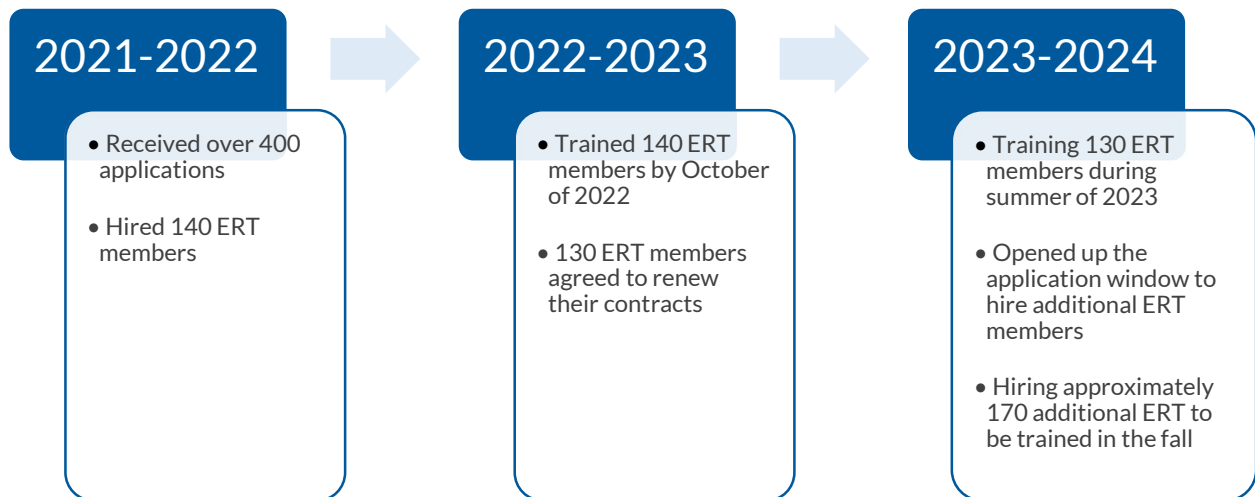 2021-2022
• Received over 400
applications
• Hired 140 ERT
members
2022-2023
• Trained 140 ERT
members by October
of 2022
• 130 ERT members
agreed to renew
their contracts
2023-2024
• Training 130 ERT
members during
summer of 2023
• Opened up the
application window to
hire additional ERT
members
• Hiring approximately
170 additional ERT to
be trained in the fall